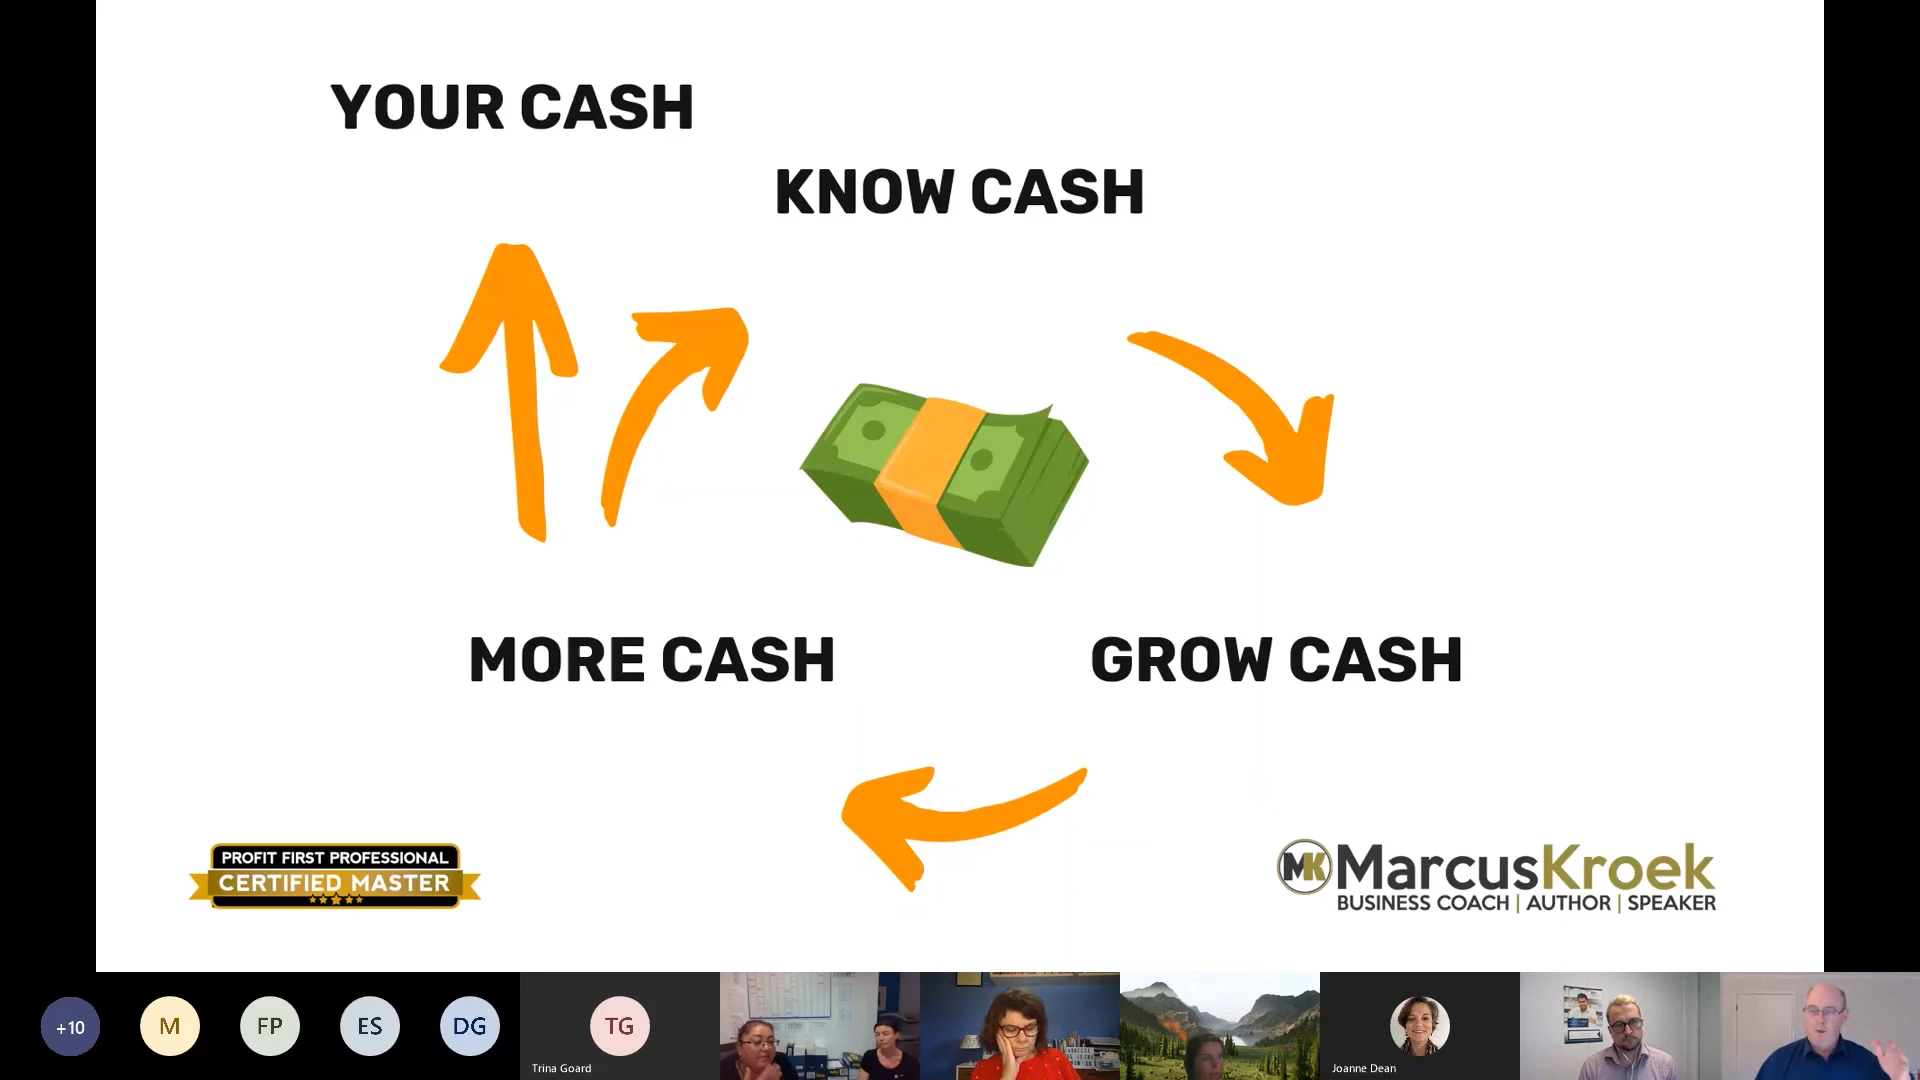 YOUR CASH
KNOW CASH
MORE CASH
GROW CASH
PROFIT FIRST PROFESSIONAL
CERTIFIED MASTER
MK MarcusKroek
BUSINESS COACH | AUTHOR | SPEAKER
+10
M
FP
ES
DG
TG
Trina Goard
Joanne Dean